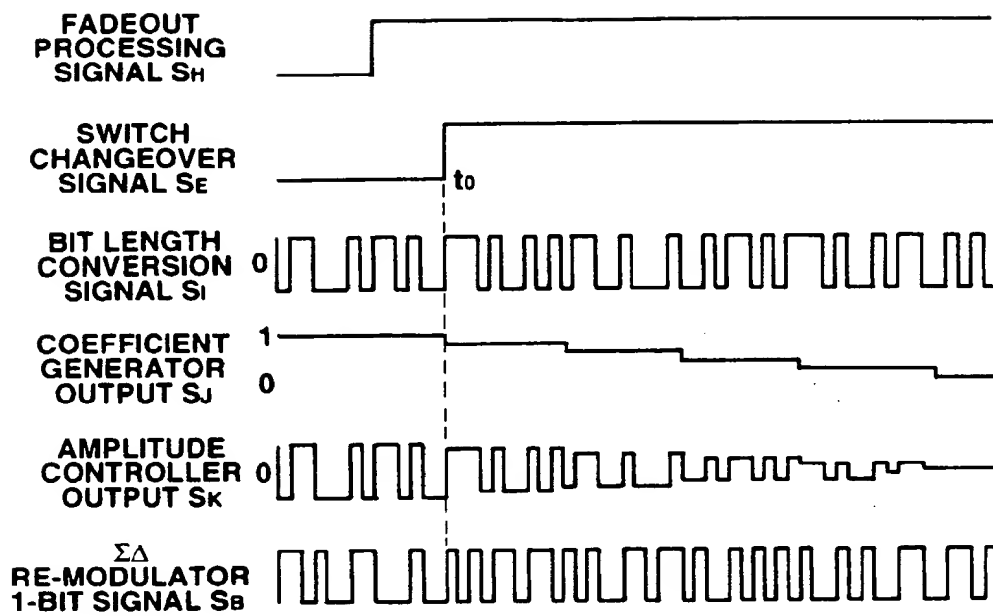 FADEOUT
PROCESSING
SIGNAL SH
SWITCH
CHANGEOVER
SIGNAL SE
t0
BIT LENGTH
CONVERSION 0
SIGNAL SI
COEFFICIENT 1
GENERATOR
OUTPUT SJ 0
AMPLITUDE
CONTROLLER 0
OUTPUT SK
ΣΔ
RE-MODULATOR
1-BIT SIGNAL SB